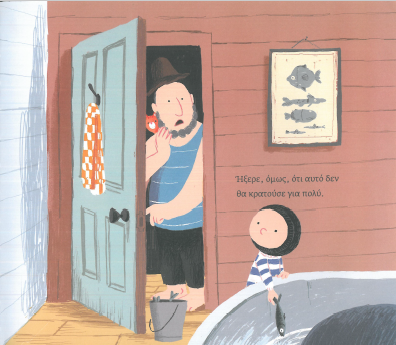 Ήξερε, όμως, ότι αυτό δεν
θα κρατούσε για πολύ.